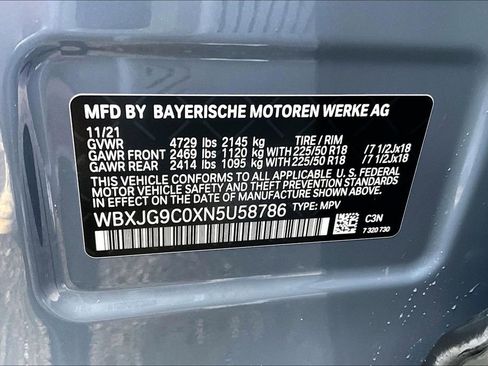 MFD BY BAYERISCHE MOTOREN WERKE AG
11/21
GVWR 4729 lbs 2145 kg TIRE / RIM
GAWR FRONT 2469 lbs 1120 kg WITH 225/50 R18 / 7 1/2Jx18
GAWR REAR 2414 lbs 1095 kg WITH 225/50 R18 / 7 1/2Jx18
THIS VEHICLE CONFORMS TO ALL APPLICABLE U.S. FEDERAL
MOTOR VEHICLE SAFETY, BUMPER, AND THEFT PREVENTION STANDARDS
IN EFFECT ON THE DATE OF MANUFACTURE SHOWN ABOVE.
WBXJG9C0XN5U58786 TYPE: MPV
C3N
7 320 730